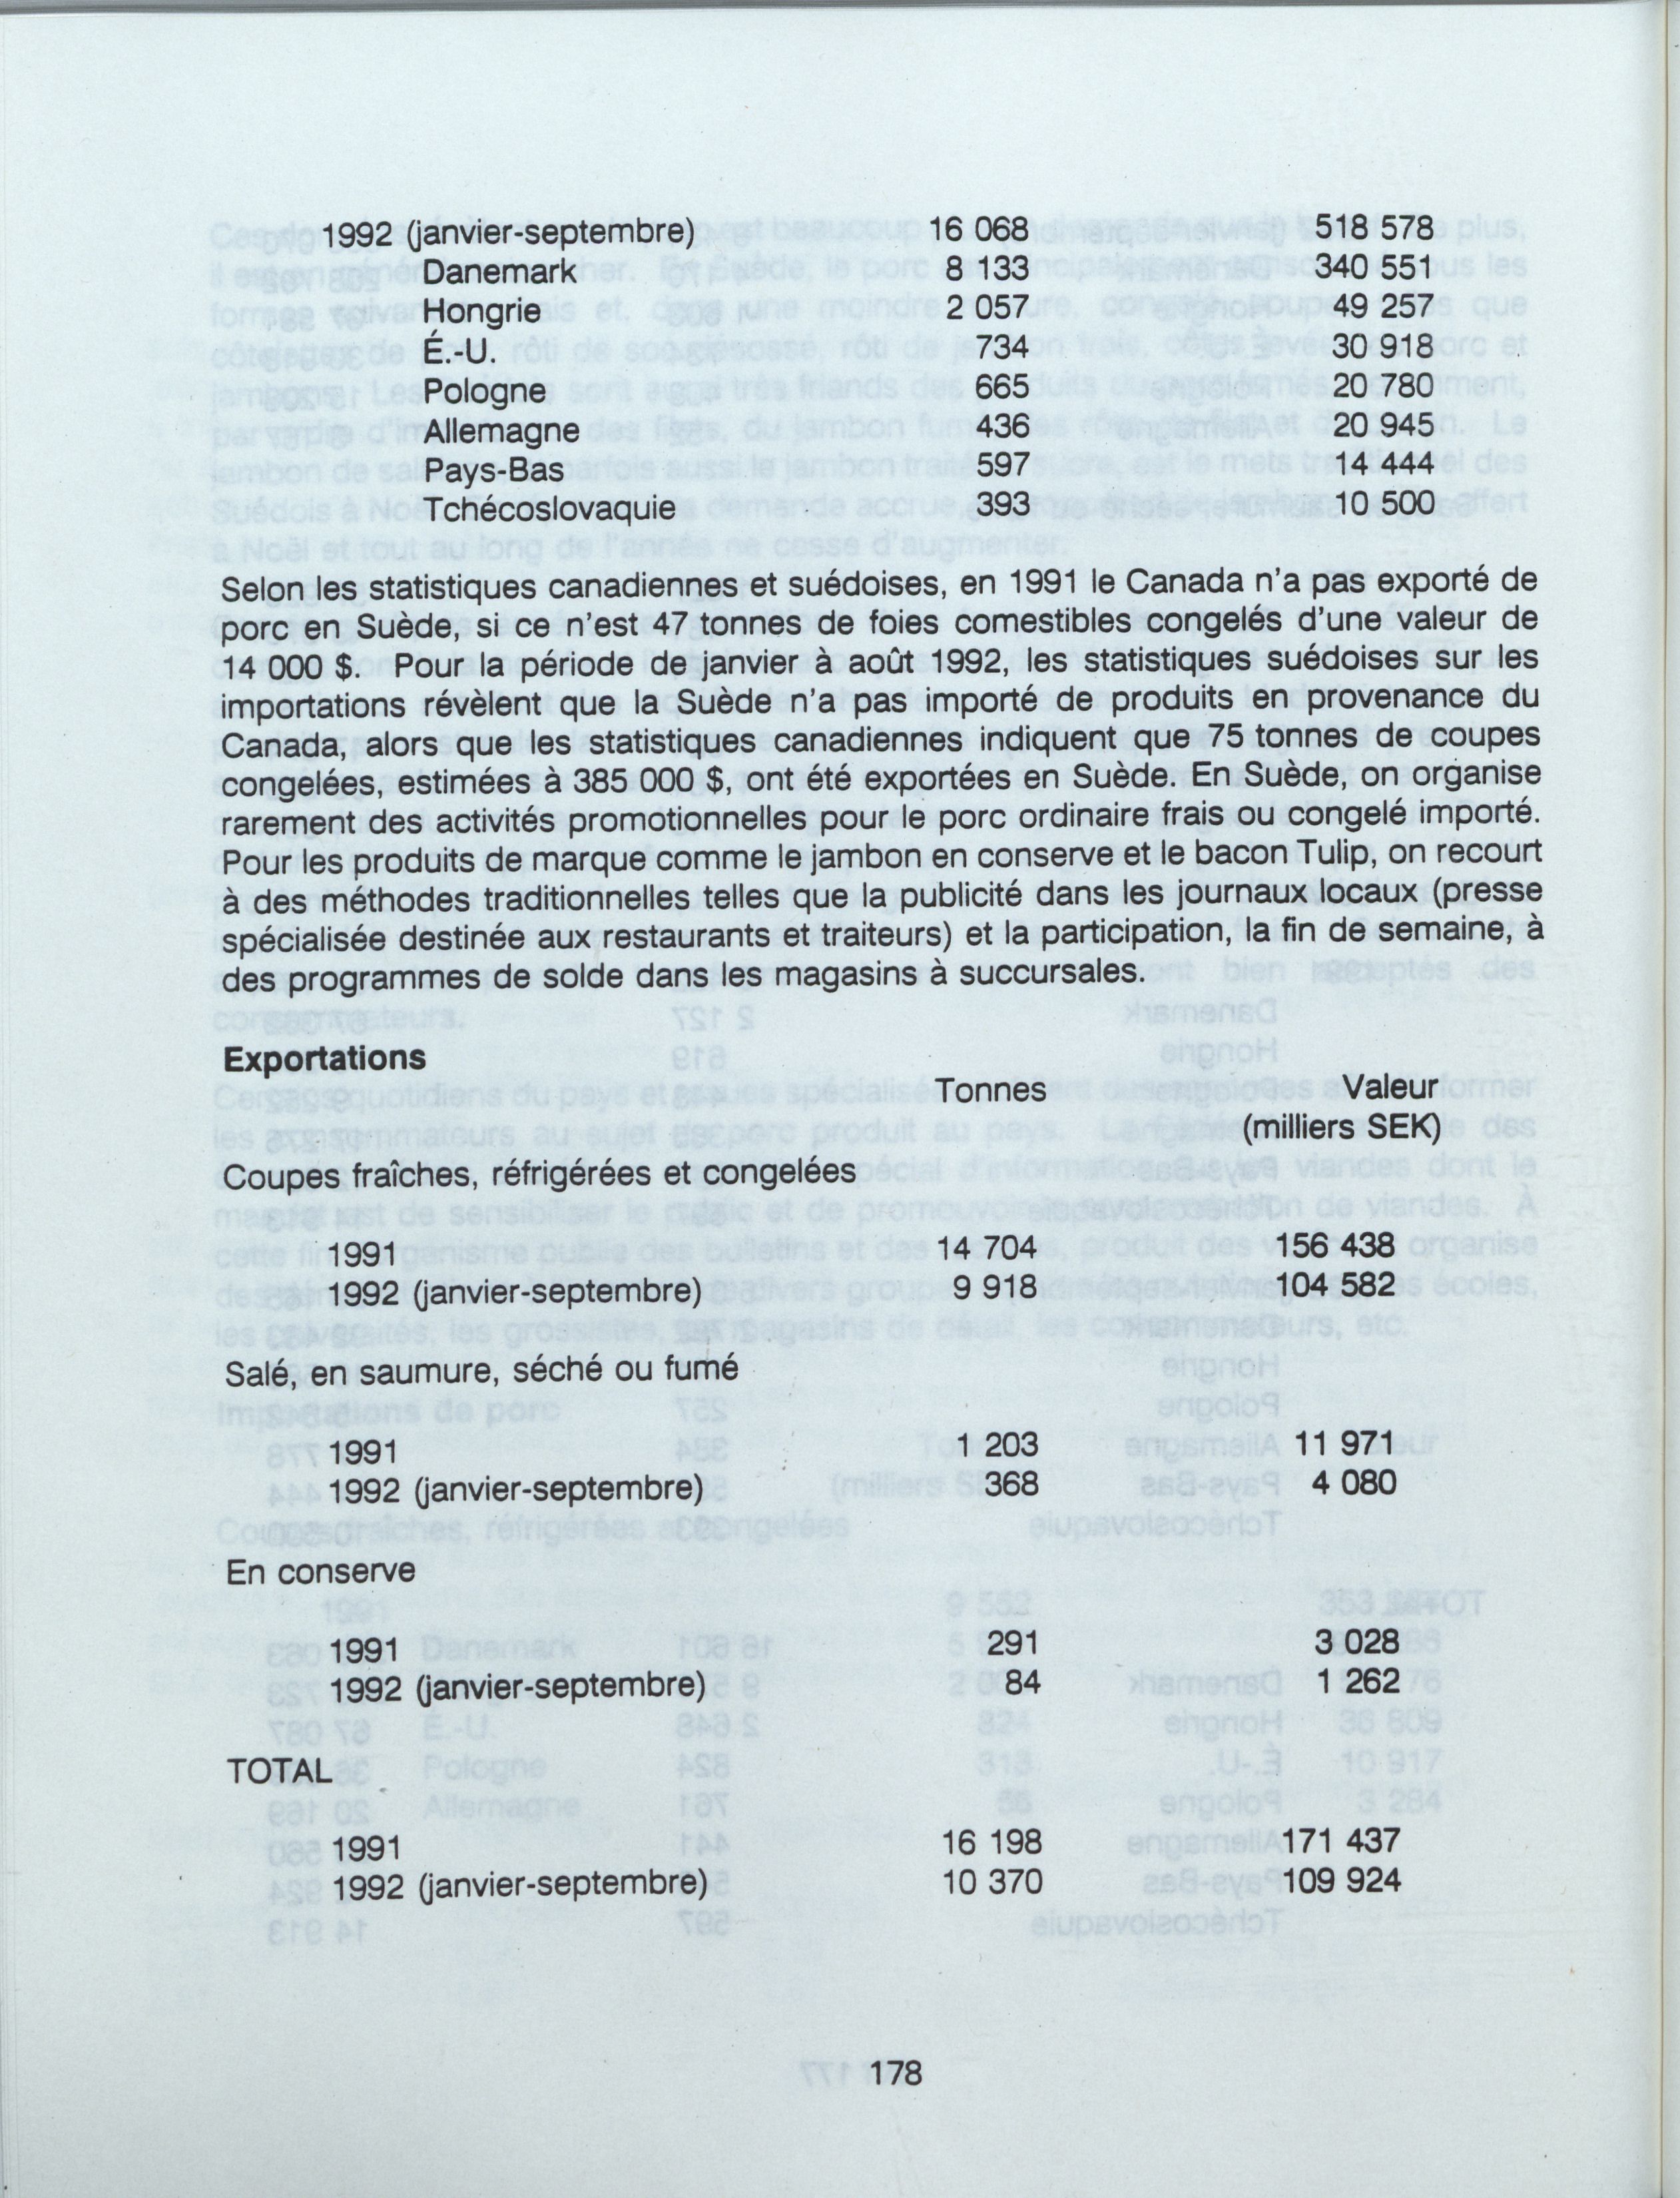 1992 (janvier-septembre) 16 068 518 578
Danemark 8 133 340 551
Hongrie 2 057 49 257
É.-U. 734 30 918
Pologne 665 20 780
Allemagne 436 20 945
Pays-Bas 597 14 444
Tchécoslovaquie 393 10 500
Selon les statistiques canadiennes et suédoises, en 1991 le Canada n'a pas exporté de
porc en Suède, si ce n'est 47 tonnes de foies comestibles congelés d'une valeur de
14 000 $. Pour la période de janvier à août 1992, les statistiques suédoises sur les
importations révèlent que la Suède n'a pas importé de produits en provenance du
Canada, alors que les statistiques canadiennes indiquent que 75 tonnes de coupes
congelées, estimées à 385 000 $, ont été exportées en Suède. En Suède, on organise
rarement des activités promotionnelles pour le porc ordinaire frais ou congelé importé.
Pour les produits de marque comme le jambon en conserve et le bacon Tulip, on recourt
à des méthodes traditionnelles telles que la publicité dans les journaux locaux (presse
spécialisée destinée aux restaurants et traiteurs) et la participation, la fin de semaine, à
des programmes de solde dans les magasins à succursales.
Exportations
Tonnes Valeur
(milliers SEK)
Coupes fraîches, réfrigérées et congelées
1991 14 704 156 438
1992 (janvier-septembre) 9 918 104 582
Salé, en saumure, séché ou fumé
1991 1 203 11 971
1992 (janvier-septembre) 368 4 080
En conserve
1991 291 3 028
1992 (janvier-septembre) 84 1 262
TOTAL
1991 16 198 171 437
1992 (janvier-septembre) 10 370 109 924
178